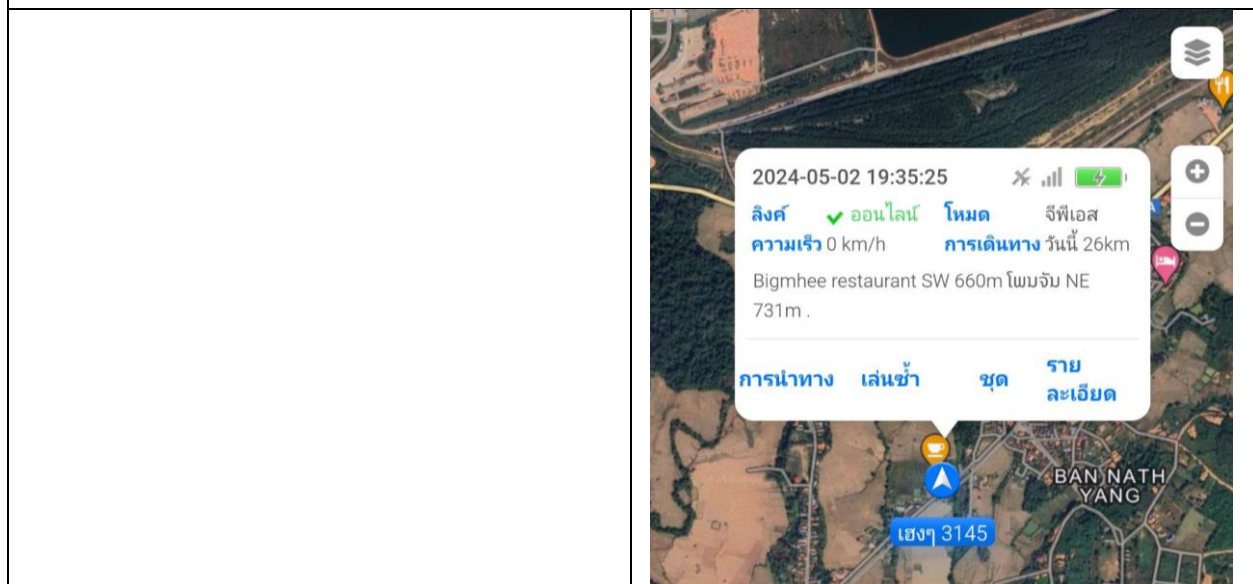 2024-05-02 19:35:25
ลิงค์ ออนไลน์ โหมด จีพีเอส
ความเร็ว 0 km/h การเดินทาง วันนี้ 26km
Bigmhee restaurant SW 660m โพนจัน NE
731m .
การนำทาง เล่นซ้ำ ชุด ราย
ละเอียด
BAN NATH
YANG
เฮงๆ 3145